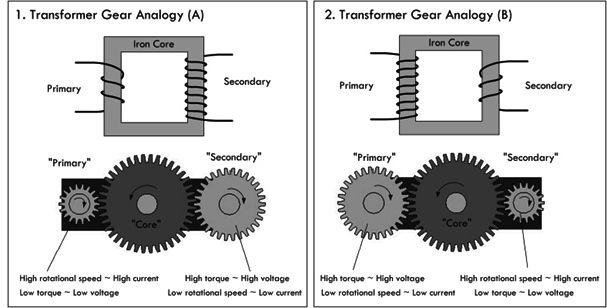 1. Transformer Gear Analogy (A)
Iron Core
Primary
Secondary
"Primary"
"Secondary"
"Core"
High rotational speed ~ High current
Low torque ~ Low voltage
High torque ~ High voltage
Low rotational speed ~ Low current
2. Transformer Gear Analogy (B)
Iron Core
Primary
Secondary
"Primary"
"Secondary"
"Core"
High torque ~ High voltage
Low rotational speed ~ Low current
High rotational speed ~ High current
Low torque ~ Low voltage